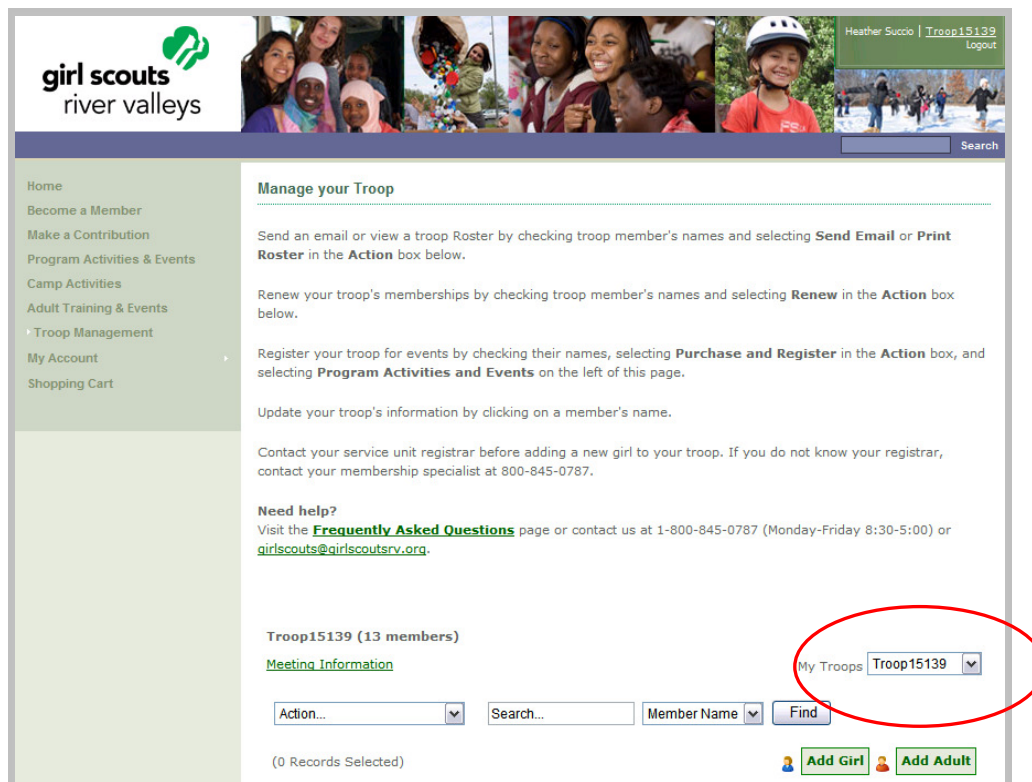 girl scouts
river valleys
Heather Succio | Troop15139
Logout
Search
Home
Become a Member
Make a Contribution
Program Activities & Events
Camp Activities
Adult Training & Events
Troop Management
My Account
Shopping Cart
Manage your Troop
Send an email or view a troop Roster by checking troop member's names and selecting Send Email or Print
Roster in the Action box below.
Renew your troop's memberships by checking troop member's names and selecting Renew in the Action box
below.
Register your troop for events by checking their names, selecting Purchase and Register in the Action box, and
selecting Program Activities and Events on the left of this page.
Update your troop's information by clicking on a member's name.
Contact your service unit registrar before adding a new girl to your troop. If you do not know your registrar,
contact your membership specialist at 800-845-0787.
Need help?
Visit the Frequently Asked Questions page or contact us at 1-800-845-0787 (Monday-Friday 8:30-5:00) or
girlscouts@girlscoutsrv.org.
Troop15139 (13 members)
Meeting Information
My Troops Troop15139
Action... Search... Member Name Find
(0 Records Selected) Add Girl Add Adult